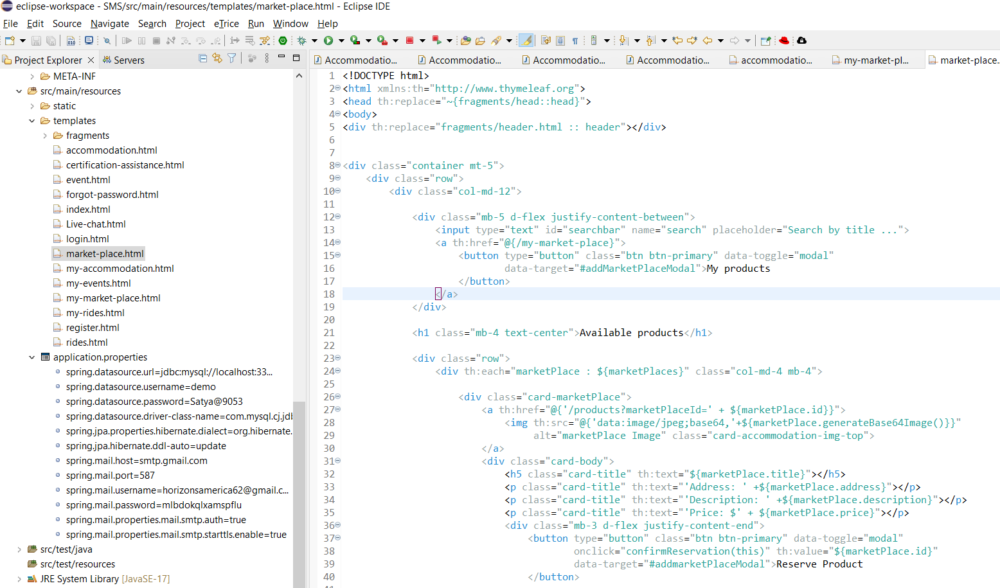 eclipse-workspace - SMS/src/main/resources/templates/market-place.html - Eclipse IDE
File Edit Source Navigate Search Project eTrice Run Window Help
Project Explorer
Servers
Accommodatio...
Accommodatio...
Accommodatio...
Accommodatio...
accommodatio...
my-market-pl...
market-place.
META-INF
src/main/resources
static
templates
fragments
accommodation.html
certification-assistance.html
event.html
forgot-password.html
index.html
Live-chat.html
login.html
market-place.html
my-accommodation.html
my-events.html
my-market-place.html
my-rides.html
register.html
rides.html
application.properties
spring.datasource.url=jdbc:mysql://localhost:33...
spring.datasource.username=demo
spring.datasource.password=Satya@9053
spring.datasource.driver-class-name=com.mysql.cj.jdb
spring.jpa.properties.hibernate.dialect=org.hibernate.
spring.jpa.hibernate.ddl-auto=update
spring.mail.host=smtp.gmail.com
spring.mail.port=587
spring.mail.username=horizonsamerica62@gmail.c...
spring.mail.password=mlbdokqlxamspflu
spring.mail.properties.mail.smtp.auth=true
spring.mail.properties.mail.smtp.starttls.enable=true
src/test/java
src/test/resources
JRE System Library [JavaSE-17]
1 <!DOCTYPE html>
2 <html xmlns:th="http://www.thymeleaf.org">
3 <head th:replace="~{fragments/head::head}">
4 <body>
5 <div th:replace="fragments/header.html :: header"></div>
6
7
8 <div class="container mt-5">
9 <div class="row">
10 <div class="col-md-12">
11
12 <div class="mb-5 d-flex justify-content-between">
13 <input type="text" id="searchbar" name="search" placeholder="Search by title ...">
14 <a th:href="@{/my-market-place}">
15 <button type="button" class="btn btn-primary" data-toggle="modal"
16 data-target="#addMarketPlaceModal">My products
17 </button>
18 </a>
19 </div>
20
21 <h1 class="mb-4 text-center">Available products</h1>
22
23 <div class="row">
24 <div th:each="marketPlace : ${marketPlaces}" class="col-md-4 mb-4">
25
26 <div class="card-marketPlace">
27 <a th:href="@{'/products?marketPlaceId=' + ${marketPlace.id}}">
28 <img th:src="@{'data:image/jpeg;base64,'+${marketPlace.generateBase64Image()}}"
29 alt="marketPlace Image" class="card-accommodation-img-top">
30 </a>
31 <div class="card-body">
32 <h5 class="card-title" th:text="${marketPlace.title}"></h5>
33 <p class="card-title" th:text="'Address: ' +${marketPlace.address}"></p>
34 <p class="card-title" th:text="'Description: ' +${marketPlace.description}"></p>
35 <p class="card-title" th:text="'Price: $' + ${marketPlace.price}"></p>
36 <div class="mb-3 d-flex justify-content-end">
37 <button type="button" class="btn btn-primary" data-toggle="modal"
38 onclick="confirmReservation(this)" th:value="${marketPlace.id}"
39 data-target="#addmarketPlaceModal">Reserve Product
40 </button>